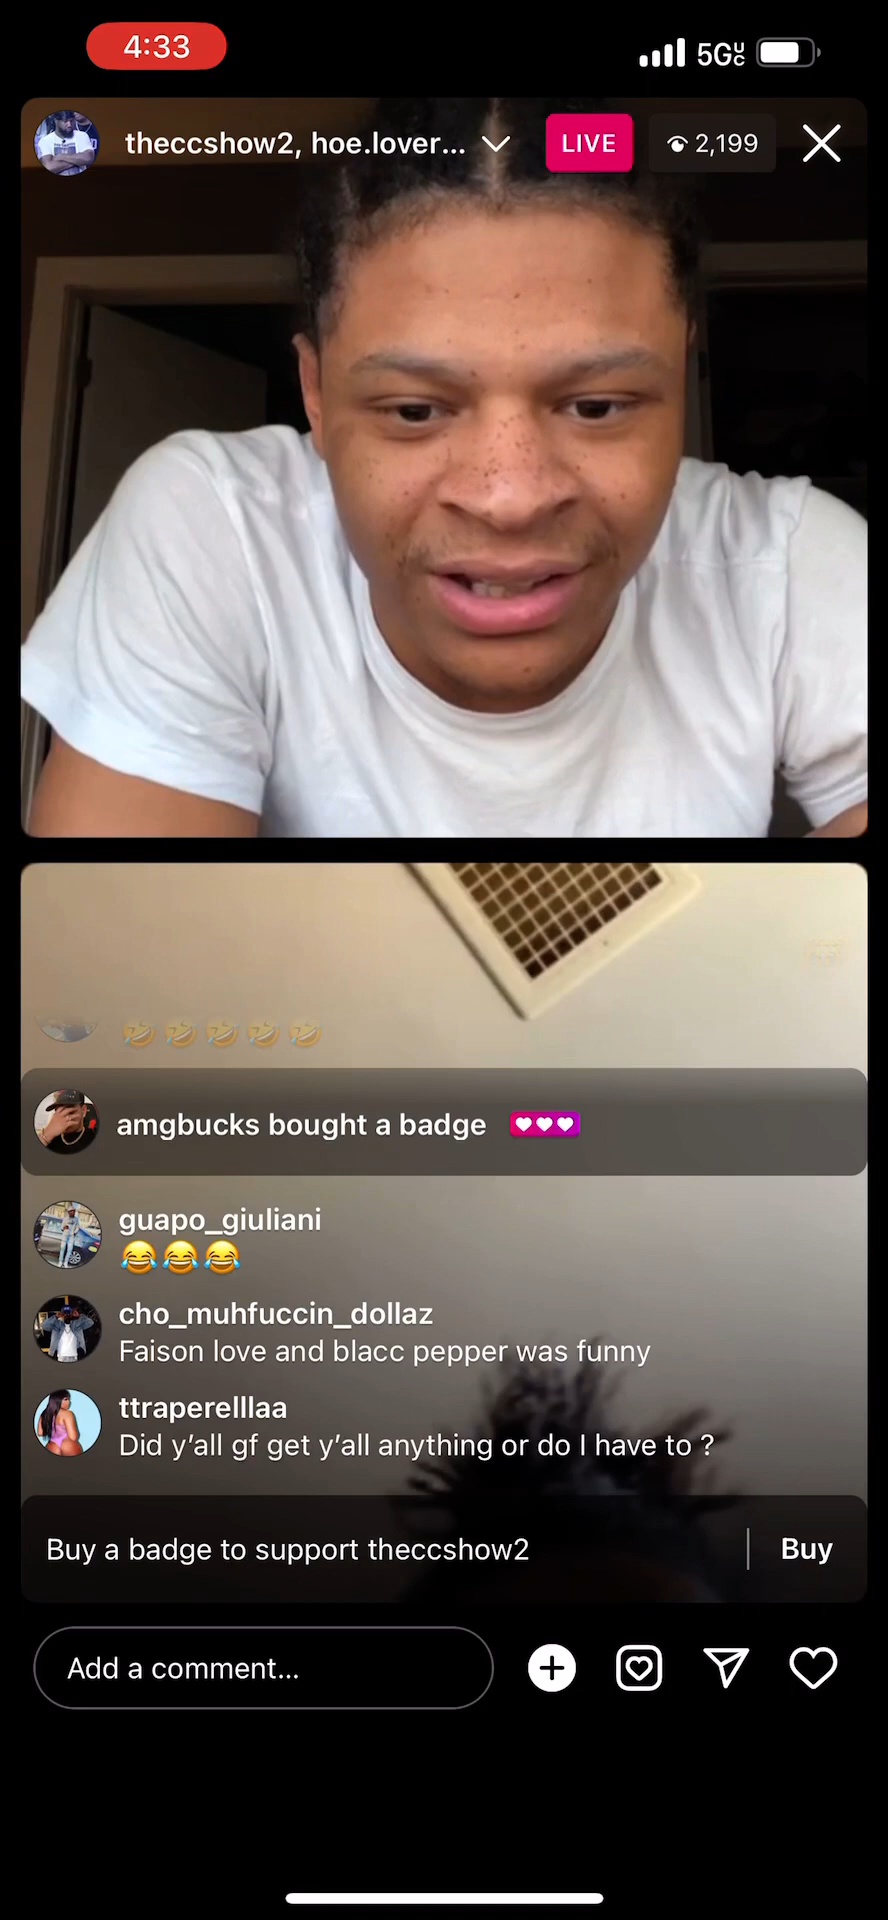 4:33
5GUC
theccshow2, hoe.lover...
LIVE
2,199
🤣🤣🤣🤣🤣
amgbucks bought a badge
guapo_giuliani
😂😂😂
cho_muhfuccin_dollaz
Faison love and blacc pepper was funny
ttraperelllaa
Did y’all gf get y’all anything or do I have to ?
Buy a badge to support theccshow2
Buy
Add a comment...